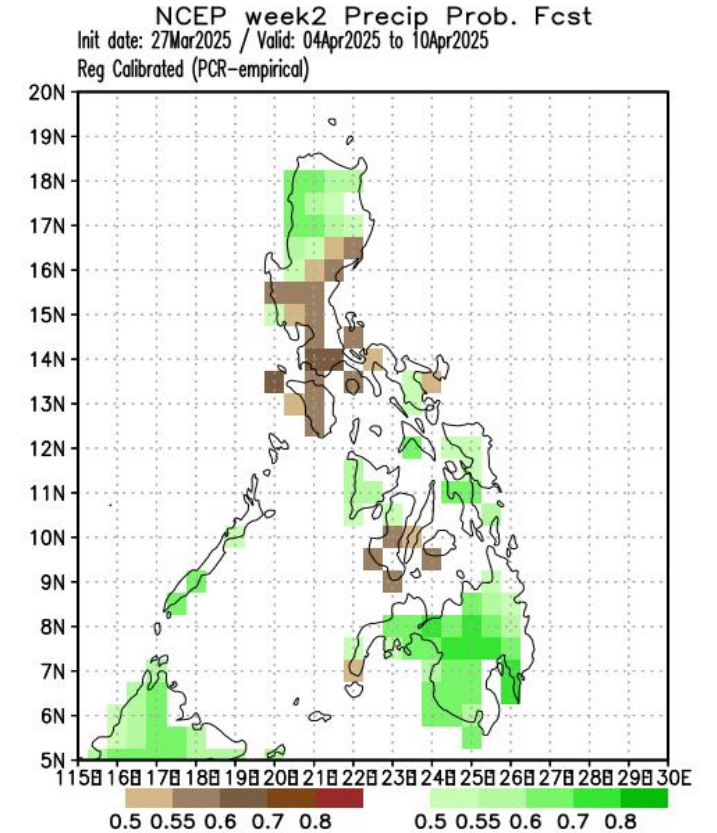 NCEP week2 Precip Prob. Fcst
Init date: 27Mar2025 / Valid: 04Apr2025 to 10Apr2025
Reg Calibrated (PCR-empirical)
20N
19N
18N
17N
16N
15N
14N
13N
12N
11N
10N
9N
8N
7N
6N
5N
115E 116E 117E 118E 119E 120E 121E 122E 123E 124E 125E 126E 127E 128E 129E 130E
0.5 0.55 0.6 0.7 0.8 0.5 0.55 0.6 0.7 0.8